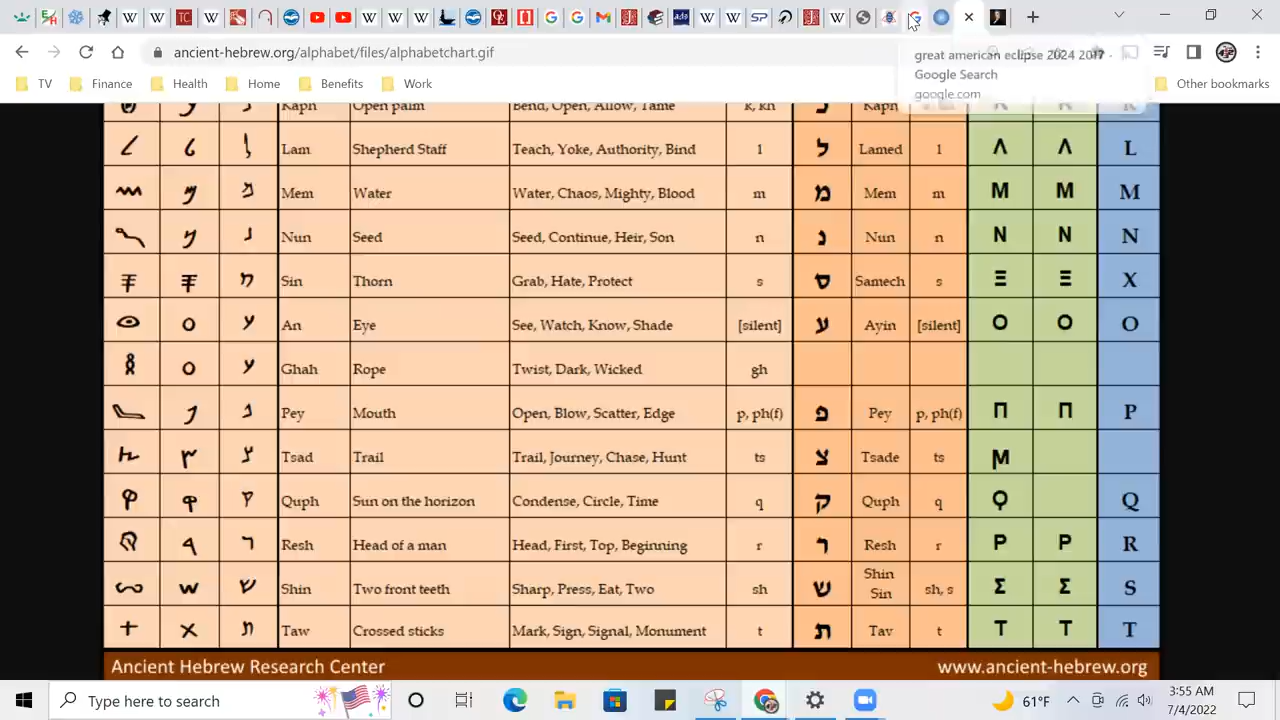 ancient-hebrew.org/alphabet/files/alphabetchart.gif
great american eclipse 2024 2017 -
Google Search
google.com
TV Finance Health Home Benefits Work Other bookmarks
Kaph Open palm Bend, Open, Allow, Tame k, kh כ Kaph K
Lam Shepherd Staff Teach, Yoke, Authority, Bind l ל Lamed l Λ Λ L
Mem Water Water, Chaos, Mighty, Blood m מ Mem m M M M
Nun Seed Seed, Continue, Heir, Son n נ Nun n N N N
Sin Thorn Grab, Hate, Protect s ס Samech s Ξ Ξ X
An Eye See, Watch, Know, Shade [silent] ע Ayin [silent] O O O
Ghah Rope Twist, Dark, Wicked gh
Pey Mouth Open, Blow, Scatter, Edge p, ph(f) פ Pey p, ph(f) Π Π P
Tsad Trail Trail, Journey, Chase, Hunt ts צ Tsade ts Ϻ
Quph Sun on the horizon Condense, Circle, Time q ק Quph q Ϙ Q
Resh Head of a man Head, First, Top, Beginning r ר Resh r P P R
Shin Two front teeth Sharp, Press, Eat, Two sh ש Shin Sin sh, s Σ Σ S
Taw Crossed sticks Mark, Sign, Signal, Monument t ת Tav t T T T
Ancient Hebrew Research Center www.ancient-hebrew.org
Type here to search
61°F
3:55 AM
7/4/2022